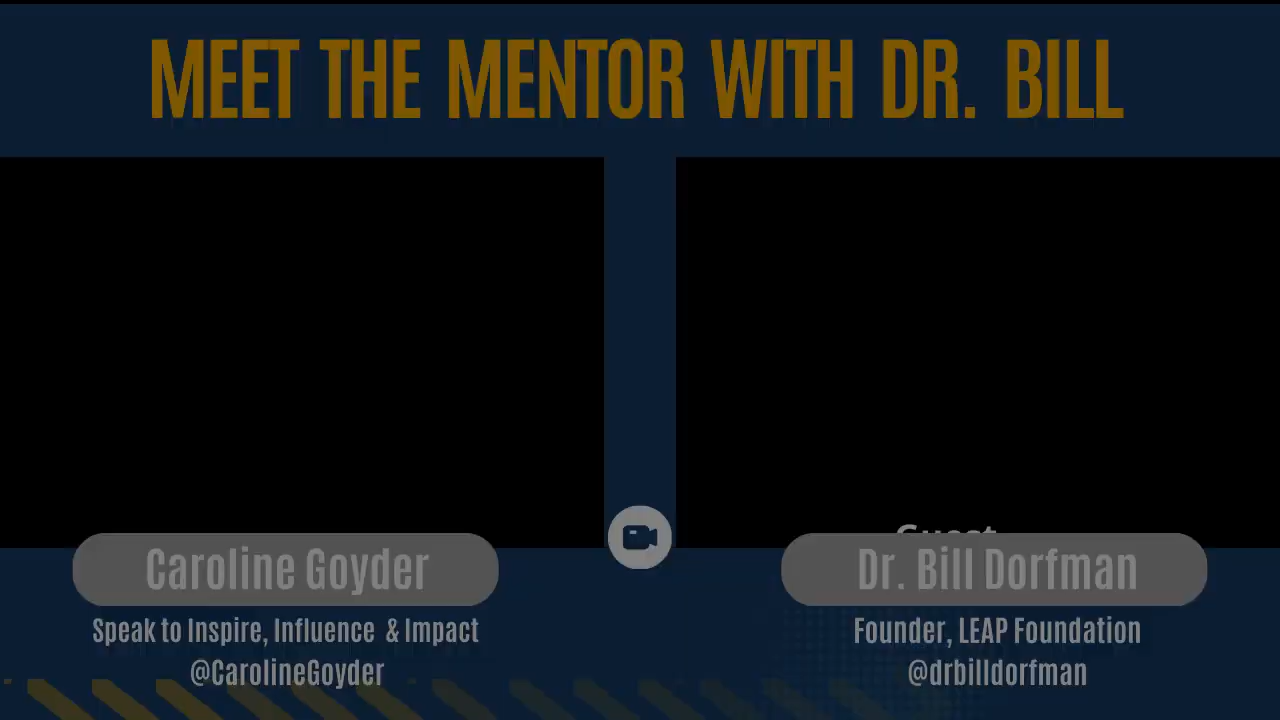 MEET THE MENTOR WITH DR. BILL
Guest
Caroline Goyder
Dr. Bill Dorfman
Speak to Inspire, Influence & Impact
Founder, LEAP Foundation
@CarolineGoyder
@drbilldorfman